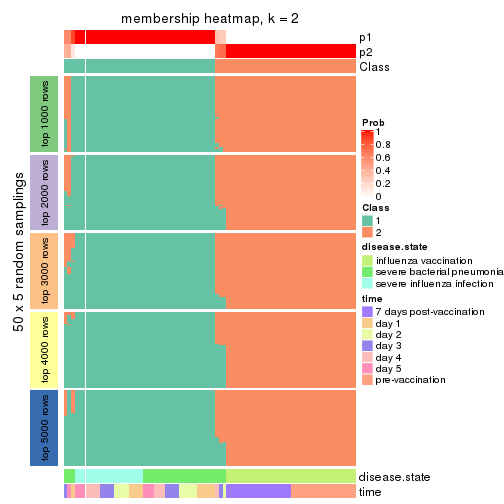 membership heatmap, k = 2
p1
p2
Class
50 x 5 random samplings
top 1000 rows
top 2000 rows
top 3000 rows
top 4000 rows
top 5000 rows
Prob
1
0.8
0.6
0.4
0.2
0
Class
1
2
disease.state
influenza vaccination
severe bacterial pneumonia
severe influenza infection
time
7 days post-vaccination
day 1
day 2
day 3
day 4
day 5
pre-vaccination
disease.state
time